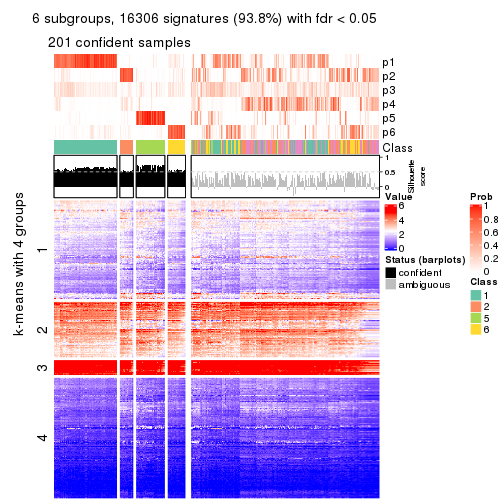 6 subgroups, 16306 signatures (93.8%) with fdr < 0.05
201 confident samples
p1
p2
p3
p4
p5
p6
Class
1
0.5
0
Silhouette
score
k-means with 4 groups
1
2
3
4
Value
6
4
2
0
Status (barplots)
confident
ambiguous
Prob
1
0.8
0.6
0.4
0.2
0
Class
1
2
5
6